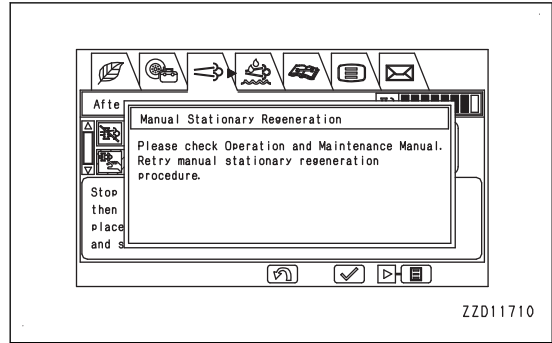 Afte
Manual Stationary Regeneration
Please check Operation and Maintenance Manual.
Retry manual stationary regeneration
procedure.
Stop
then
place
and s
ZZD11710